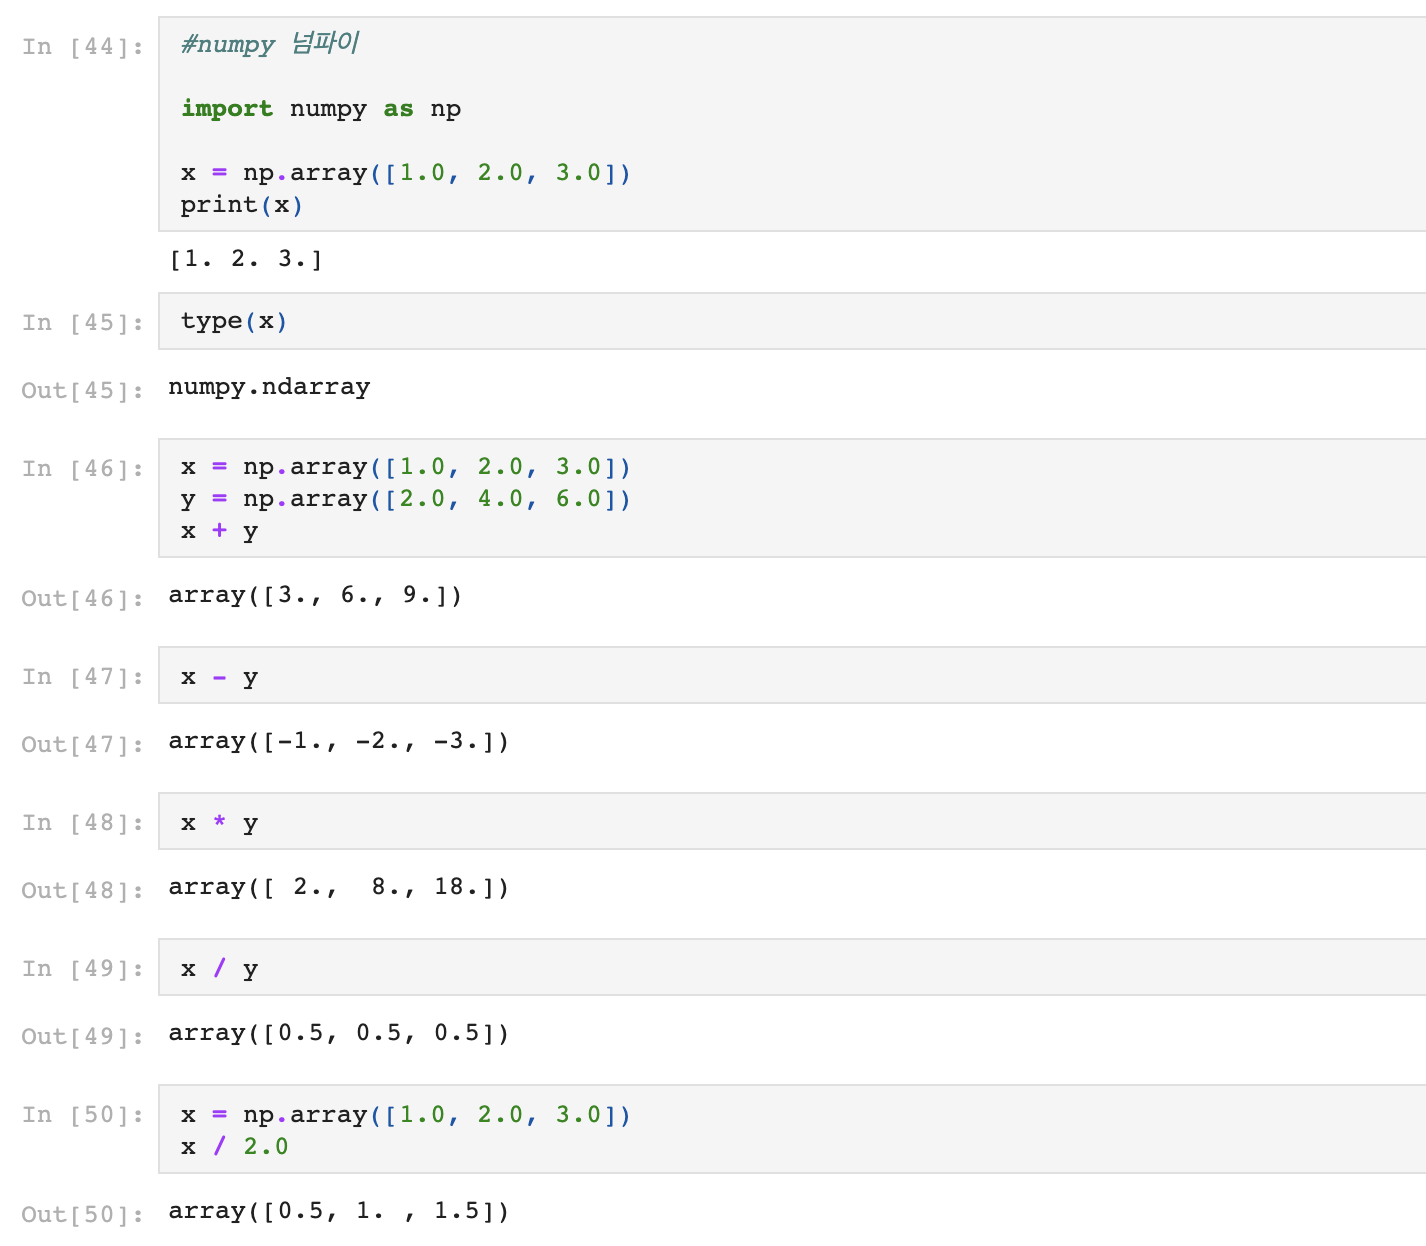 In [44]:
#numpy 넘파이
import numpy as np
x = np.array([1.0, 2.0, 3.0])
print(x)
[1. 2. 3.]
In [45]:
type(x)
Out[45]:
numpy.ndarray
In [46]:
x = np.array([1.0, 2.0, 3.0])
y = np.array([2.0, 4.0, 6.0])
x + y
Out[46]:
array([3., 6., 9.])
In [47]:
x - y
Out[47]:
array([-1., -2., -3.])
In [48]:
x * y
Out[48]:
array([ 2.,  8., 18.])
In [49]:
x / y
Out[49]:
array([0.5, 0.5, 0.5])
In [50]:
x = np.array([1.0, 2.0, 3.0])
x / 2.0
Out[50]:
array([0.5, 1. , 1.5])